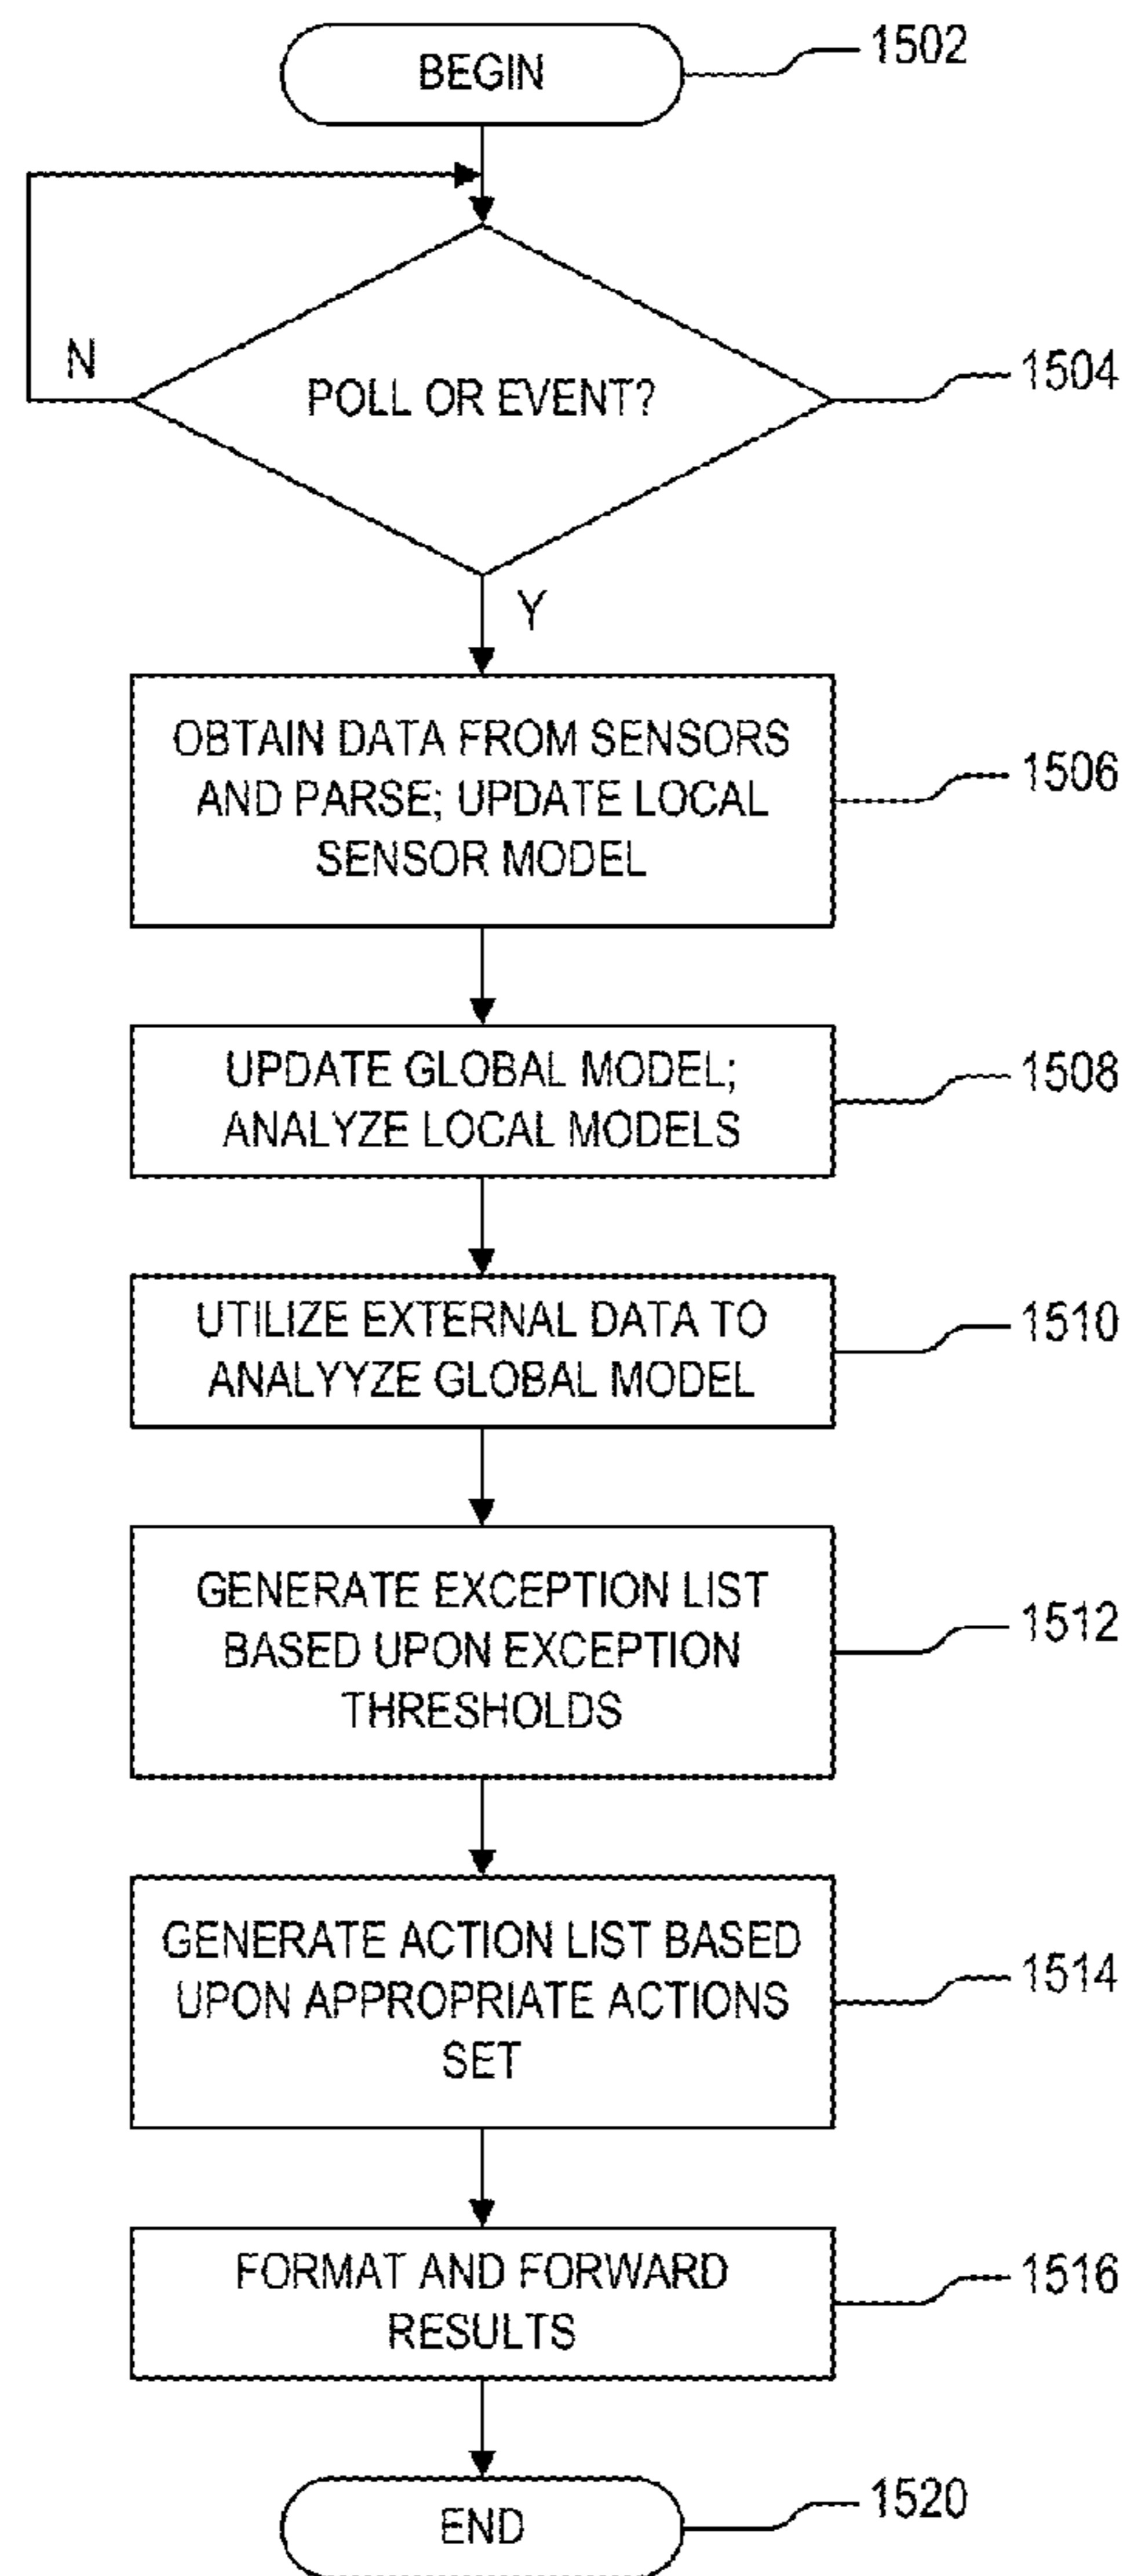 BEGIN
1502
N
POLL OR EVENT?
1504
Y
OBTAIN DATA FROM SENSORS
AND PARSE; UPDATE LOCAL
SENSOR MODEL
1506
UPDATE GLOBAL MODEL;
ANALYZE LOCAL MODELS
1508
UTILIZE EXTERNAL DATA TO
ANALYYZE GLOBAL MODEL
1510
GENERATE EXCEPTION LIST
BASED UPON EXCEPTION
THRESHOLDS
1512
GENERATE ACTION LIST BASED
UPON APPROPRIATE ACTIONS
SET
1514
FORMAT AND FORWARD
RESULTS
1516
END
1520